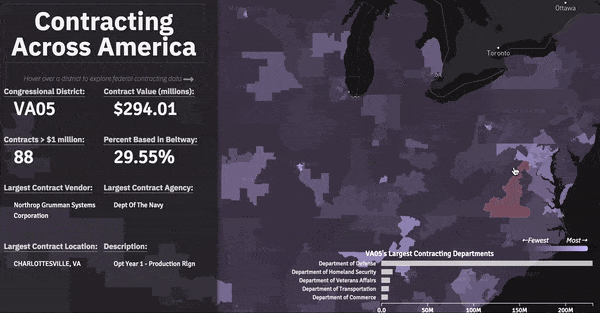 Contracting
Across America
Hover over a district to explore federal contracting data
Congressional District:
VA05
Contract Value (millions):
$294.01
Contracts > $1 million:
88
Percent Based in Beltway:
29.55%
Largest Contract Vendor:
Northrop Grumman Systems
Corporation
Largest Contract Agency:
Dept Of The Navy
Largest Contract Location:
CHARLOTTESVILLE, VA
Description:
Opt Year 1 - Production Rlgn
Ottawa
Toronto
←Fewest
Most→
VA05's Largest Contracting Departments
Department of Defense
Department of Homeland Security
Department of Veterans Affairs
Department of Transportation
Department of Commerce
0
50M
100M
150M
200M